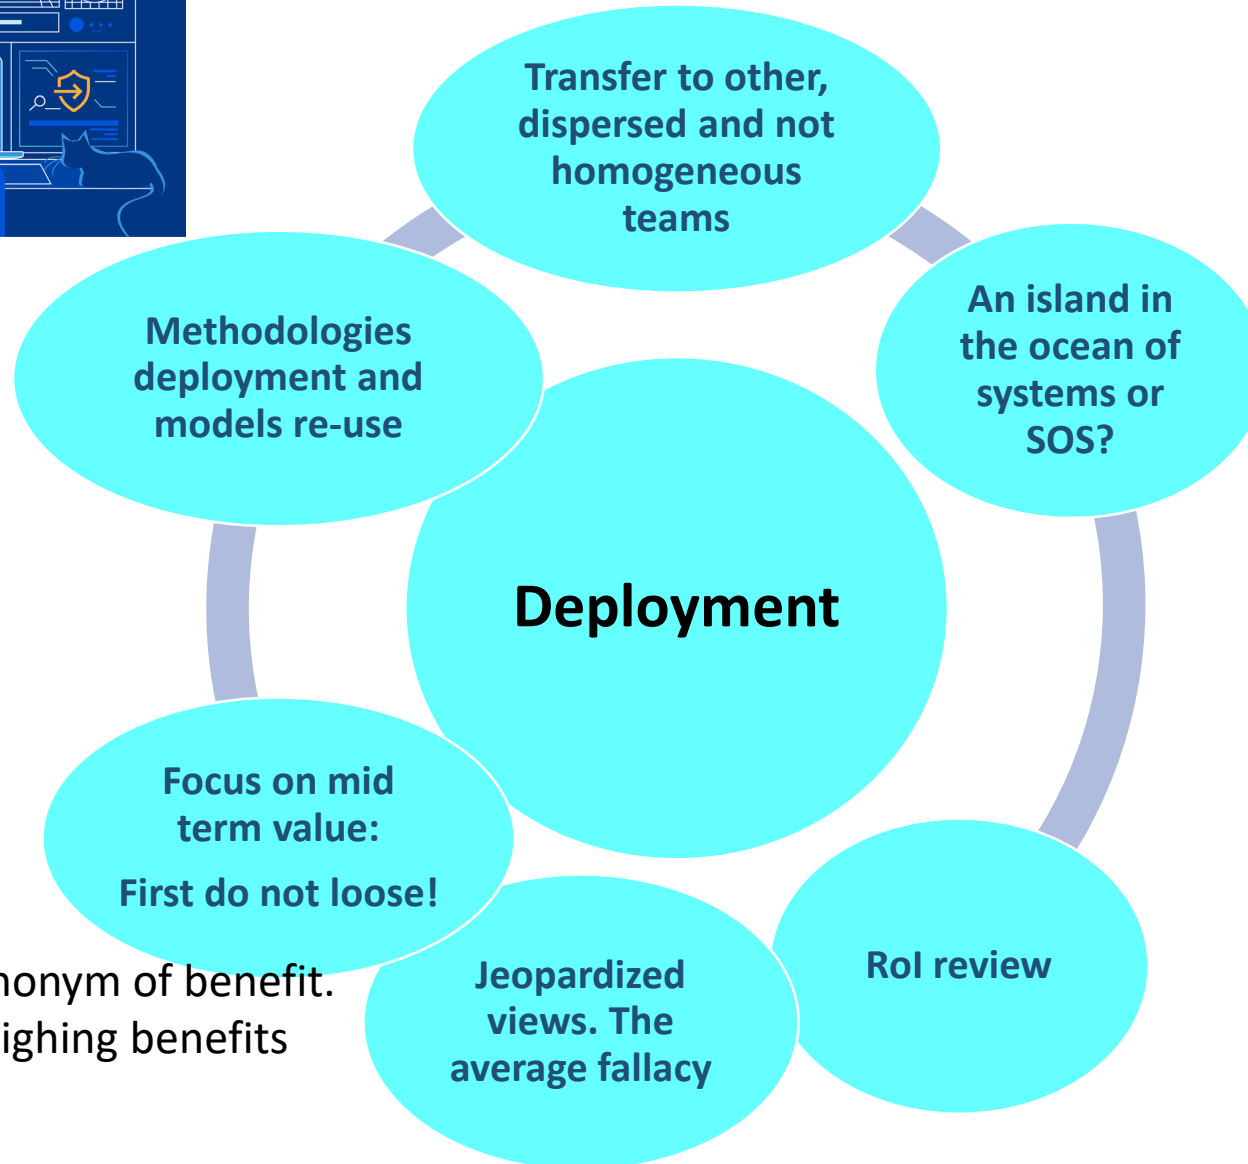 Transfer to other,
dispersed and not
homogeneous
teams
An island in
the ocean of
systems or
SOS?
Methodologies
deployment and
models re-use
Deployment
Focus on mid
term value:
First do not loose!
RoI review
Jeopardized
views. The
average fallacy
nonym of benefit.
ighing benefits